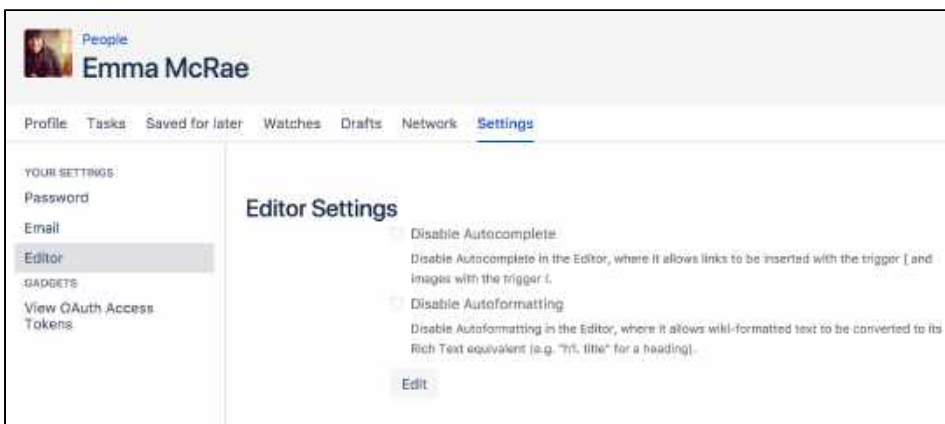 People
Emma McRae
Profile Tasks Saved for later Watches Drafts Network Settings
YOUR SETTINGS
Password
Email
Editor
GADGETS
View OAuth Access
Tokens
Editor Settings
Disable Autocomplete
Disable Autocomplete in the Editor, where it allows links to be inserted with the trigger [ and
images with the trigger !.
Disable Autoformatting
Disable Autoformatting in the Editor, where it allows wiki-formatted text to be converted to its
Rich Text equivalent (e.g. "h1. title" for a heading).
Edit